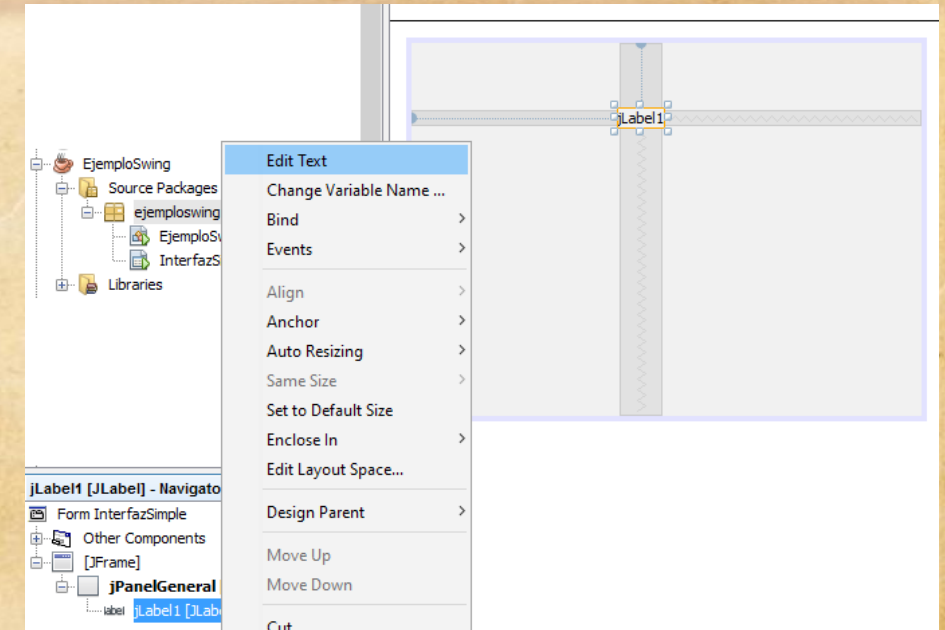 jLabel1
EjemploSwing
Source Packages
ejemploswing
EjemploSw
InterfazS
Libraries
Edit Text
Change Variable Name ...
Bind
Events
Align
Anchor
Auto Resizing
Same Size
Set to Default Size
Enclose In
Edit Layout Space...
Design Parent
Move Up
Move Down
Cut
jLabel1 [JLabel] - Navigato
Form InterfazSimple
Other Components
[JFrame]
jPanelGeneral
label jLabel1 [JLab